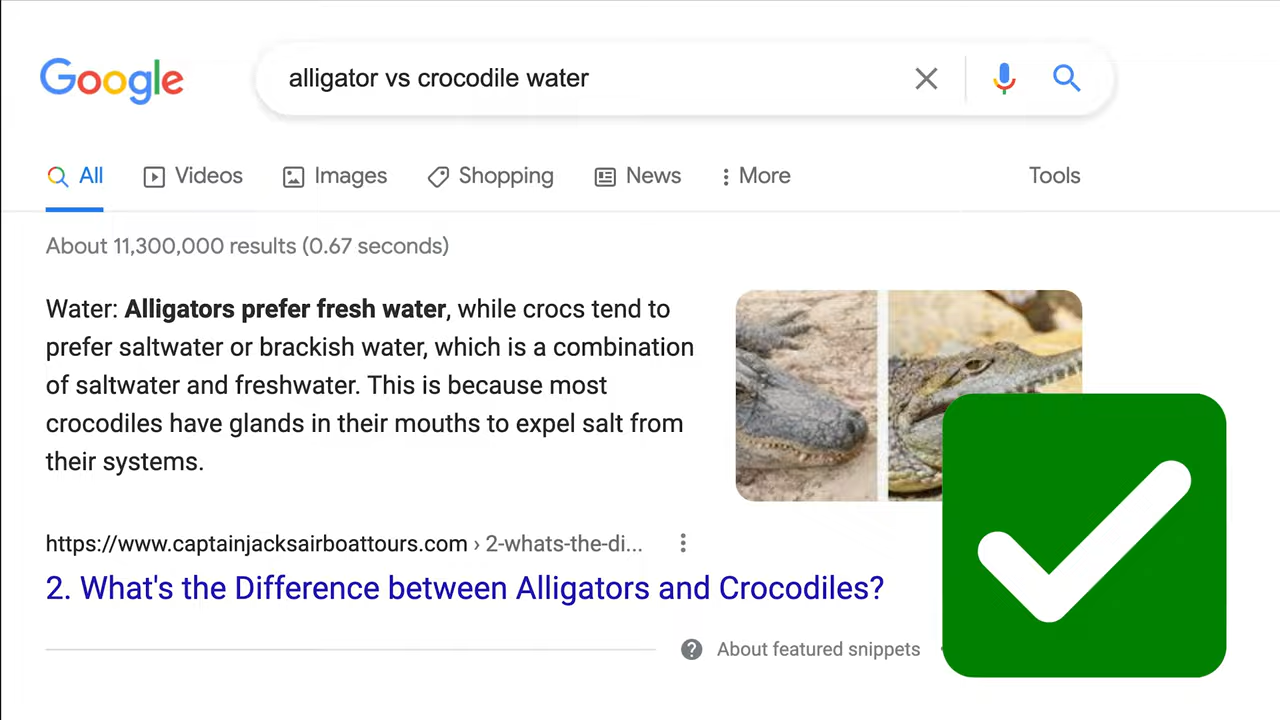 Google
alligator vs crocodile water
All Videos Images Shopping News More Tools
About 11,300,000 results (0.67 seconds)
Water: Alligators prefer fresh water, while crocs tend to
prefer saltwater or brackish water, which is a combination
of saltwater and freshwater. This is because most
crocodiles have glands in their mouths to expel salt from
their systems.
https://www.captainjacksairboattours.com › 2-whats-the-di...
2. What's the Difference between Alligators and Crocodiles?
About featured snippets